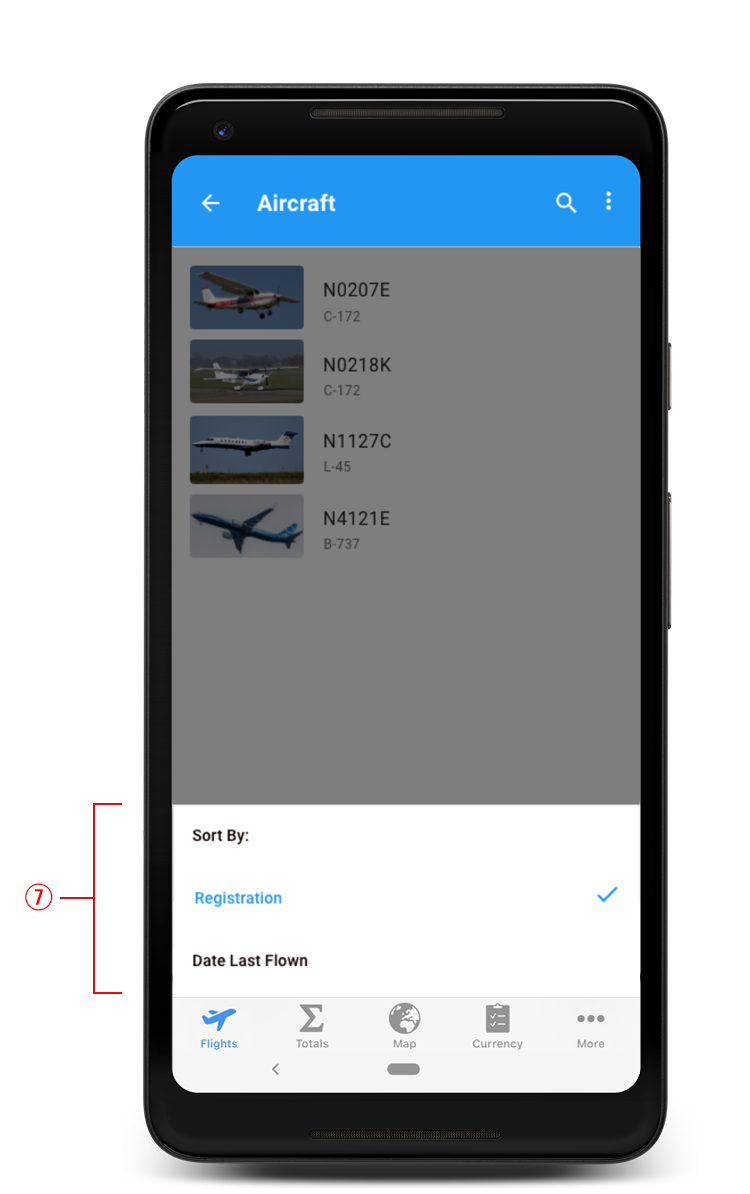 Aircraft
N0207E
C-172
N0218K
C-172
N1127C
L-45
N4121E
B-737
⑦
Sort By:
Registration
Date Last Flown
Flights Totals Map Currency More